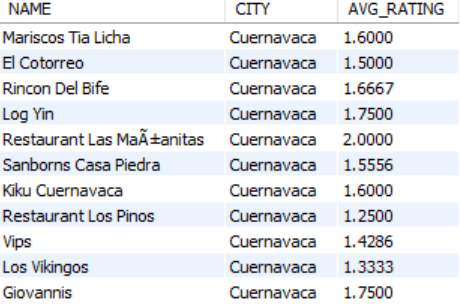 NAME CITY AVG_RATING
Mariscos Tia Licha Cuernavaca 1.6000
El Cotorreo Cuernavaca 1.5000
Rincon Del Bife Cuernavaca 1.6667
Log Yin Cuernavaca 1.7500
Restaurant Las MaÃ±anitas Cuernavaca 2.0000
Sanborns Casa Piedra Cuernavaca 1.5556
Kiku Cuernavaca Cuernavaca 1.6000
Restaurant Los Pinos Cuernavaca 1.2500
Vips Cuernavaca 1.4286
Los Vikingos Cuernavaca 1.3333
Giovannis Cuernavaca 1.7500